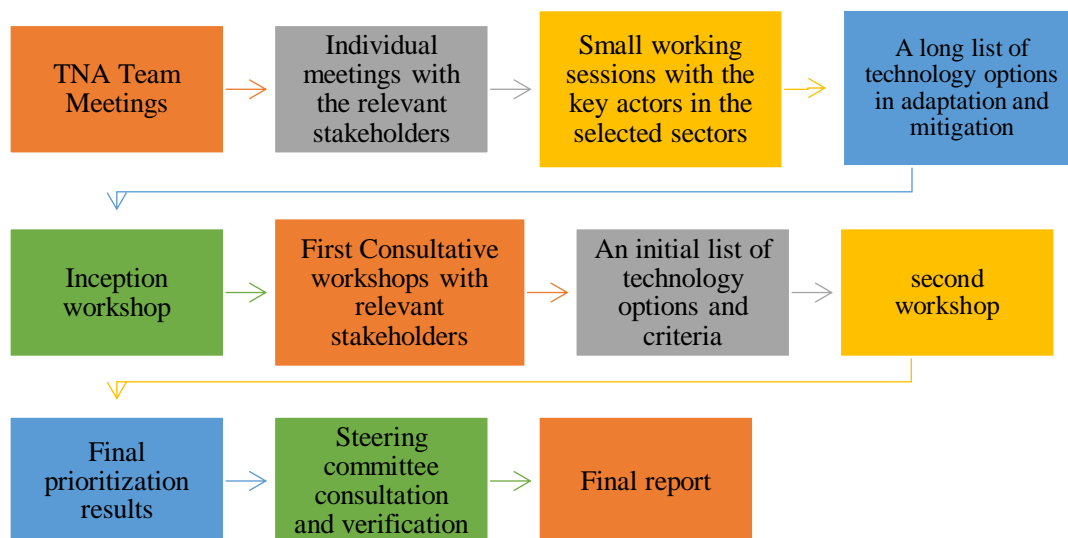 TNA Team
Meetings
Individual
meetings with
the relevant
stakeholders
Small working
sessions with the
key actors in the
selected sectors
A long list of
technology options
in adaptation and
mitigation
Inception
workshop
First Consultative
workshops with
relevant
stakeholders
An initial list of
technology
options and
criteria
second
workshop
Final
prioritization
results
Steering
committee
consultation
and verification
Final report